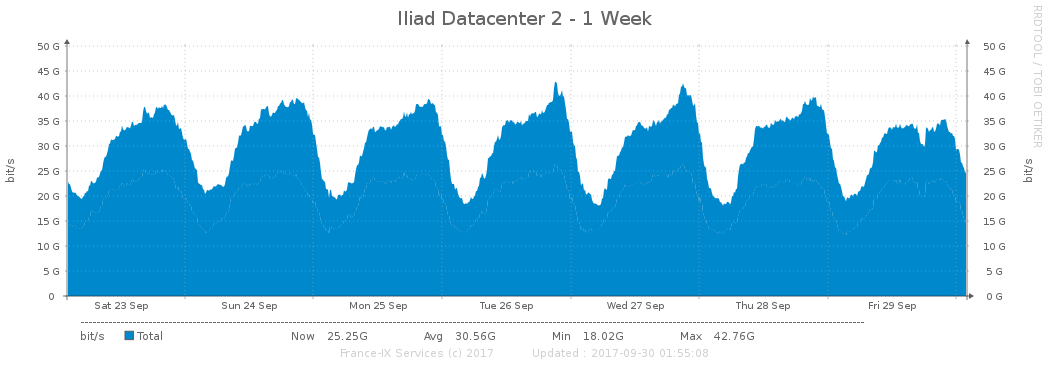 Iliad Datacenter 2 - 1 Week
RRDTOOL / TOBI OETIKER
bit/s
50 G 50 G
45 G 45 G
40 G 40 G
35 G 35 G
30 G 30 G
25 G 25 G
20 G 20 G
15 G 15 G
10 G 10 G
5 G 5 G
0 0 G
bit/s
Sat 23 Sep Sun 24 Sep Mon 25 Sep Tue 26 Sep Wed 27 Sep Thu 28 Sep Fri 29 Sep
bit/s Total Now 25.25G Avg 30.56G Min 18.02G Max 42.76G
France-IX Services (c) 2017 Updated : 2017-09-30 01:55:08